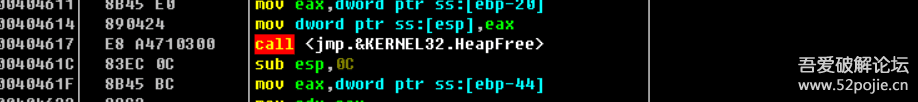 00404611 8B45 E0 mov eax,dword ptr ss:[ebp-20]
00404614 890424 mov dword ptr ss:[esp],eax
00404617 E8 A4710300 call <jmp.&KERNEL32.HeapFree>
0040461C 83EC 0C sub esp,0C
0040461F 8B45 BC mov eax,dword ptr ss:[ebp-44]
吾爱破解论坛
www.52pojie.cn